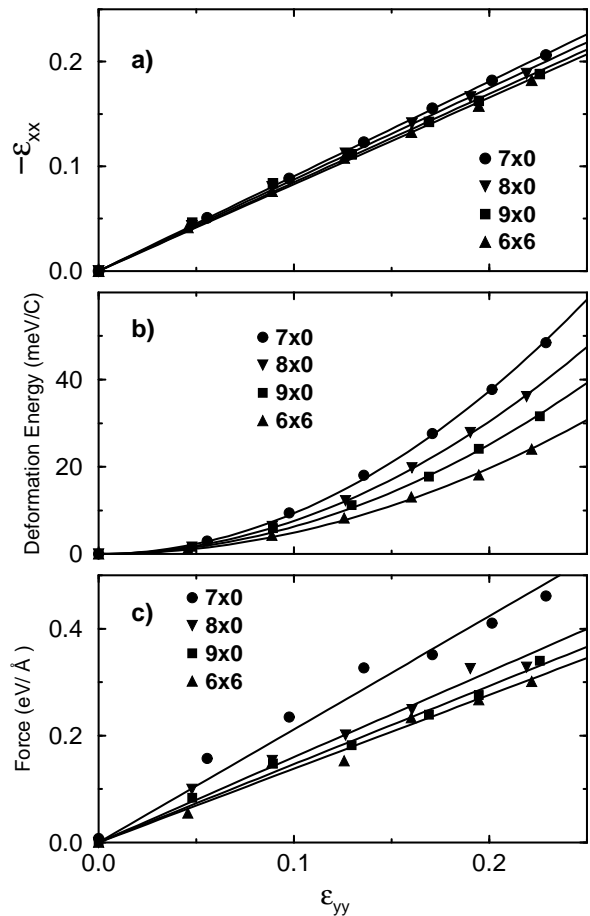 a)
−εxx
0.2
0.1
0.0
7x0
8x0
9x0
6x6
b)
Deformation Energy (meV/C)
40
20
0
7x0
8x0
9x0
6x6
c)
Force (eV/ Å )
0.4
0.2
0.0
7x0
8x0
9x0
6x6
0.0 0.1 0.2
εyy